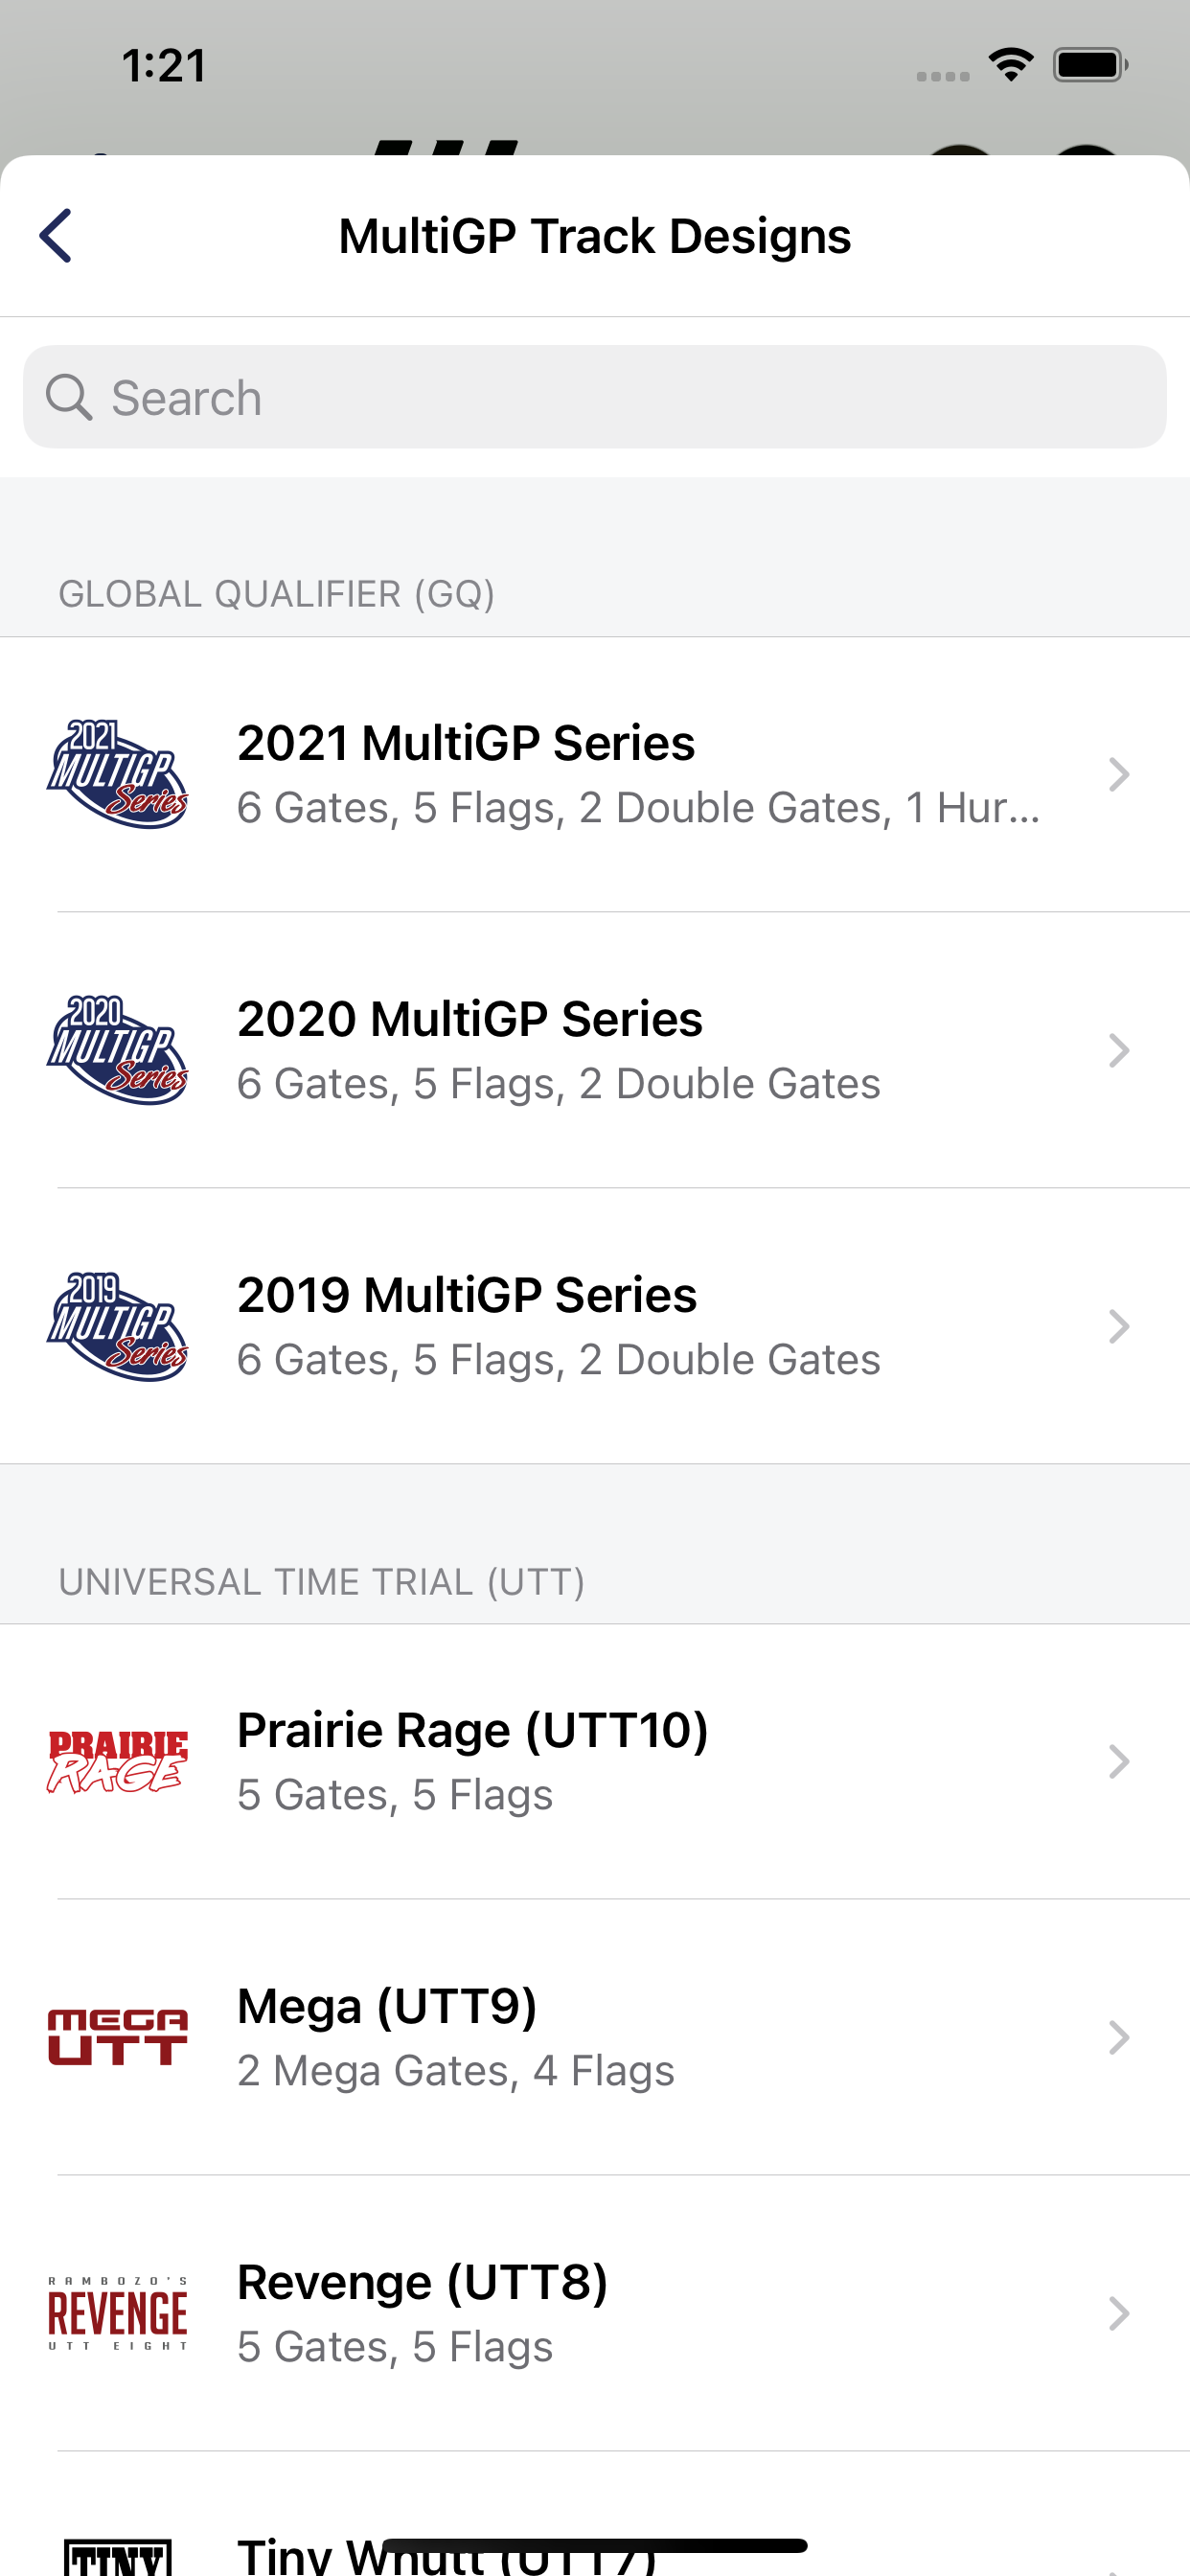 1:21
MultiGP Track Designs
Search
GLOBAL QUALIFIER (GQ)
2021
MULTIGP
Series
2021 MultiGP Series
6 Gates, 5 Flags, 2 Double Gates, 1 Hur...
2020
MULTIGP
Series
2020 MultiGP Series
6 Gates, 5 Flags, 2 Double Gates
2019
MULTIGP
Series
2019 MultiGP Series
6 Gates, 5 Flags, 2 Double Gates
UNIVERSAL TIME TRIAL (UTT)
PRAIRIE
RAGE
Prairie Rage (UTT10)
5 Gates, 5 Flags
MEGA
UTT
Mega (UTT9)
2 Mega Gates, 4 Flags
RAMBOZO'S
REVENGE
UTT EIGHT
Revenge (UTT8)
5 Gates, 5 Flags
TINY
Tiny Whutt (UTT7)